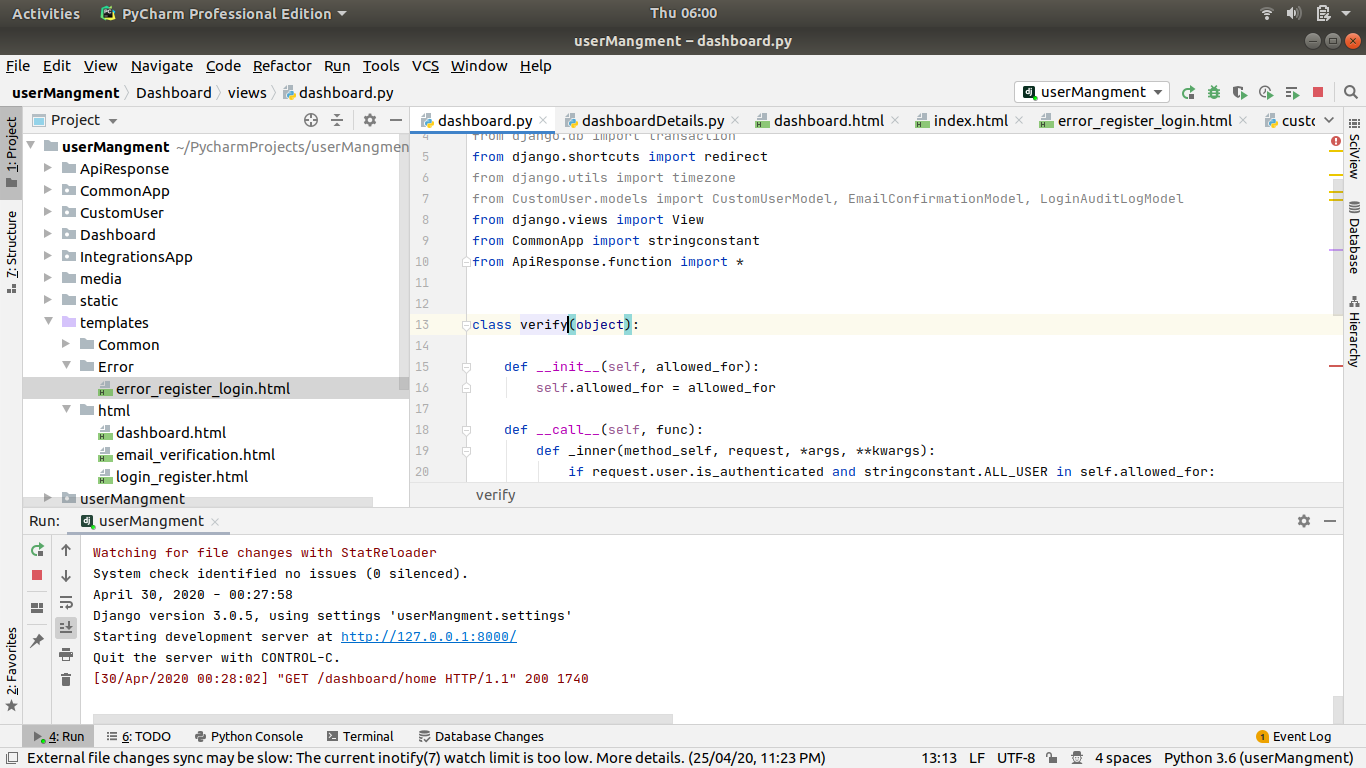 Activities PyCharm Professional Edition Thu 06:00
userMangment – dashboard.py
File Edit View Navigate Code Refactor Run Tools VCS Window Help
userMangment Dashboard views dashboard.py userMangment
Project dashboard.py dashboardDetails.py dashboard.html index.html error_register_login.html custo
1: Project
7: Structure
2: Favorites
userMangment ~/PycharmProjects/userMangmen
ApiResponse
CommonApp
CustomUser
Dashboard
IntegrationsApp
media
static
templates
Common
Error
error_register_login.html
html
dashboard.html
email_verification.html
login_register.html
userMangment
4 from django.db import transaction
5 from django.shortcuts import redirect
6 from django.utils import timezone
7 from CustomUser.models import CustomUserModel, EmailConfirmationModel, LoginAuditLogModel
8 from django.views import View
9 from CommonApp import stringconstant
10 from ApiResponse.function import *
11
12
13 class verify(object):
14
15 def __init__(self, allowed_for):
16 self.allowed_for = allowed_for
17
18 def __call__(self, func):
19 def _inner(method_self, request, *args, **kwargs):
20 if request.user.is_authenticated and stringconstant.ALL_USER in self.allowed_for:
verify
SciView
Database
Hierarchy
Run: userMangment
Watching for file changes with StatReloader
System check identified no issues (0 silenced).
April 30, 2020 - 00:27:58
Django version 3.0.5, using settings 'userMangment.settings'
Starting development server at http://127.0.0.1:8000/
Quit the server with CONTROL-C.
[30/Apr/2020 00:28:02] "GET /dashboard/home HTTP/1.1" 200 1740
4: Run 6: TODO Python Console Terminal Database Changes 1 Event Log
External file changes sync may be slow: The current inotify(7) watch limit is too low. More details. (25/04/20, 11:23 PM) 13:13 LF UTF-8 4 spaces Python 3.6 (userMangment)